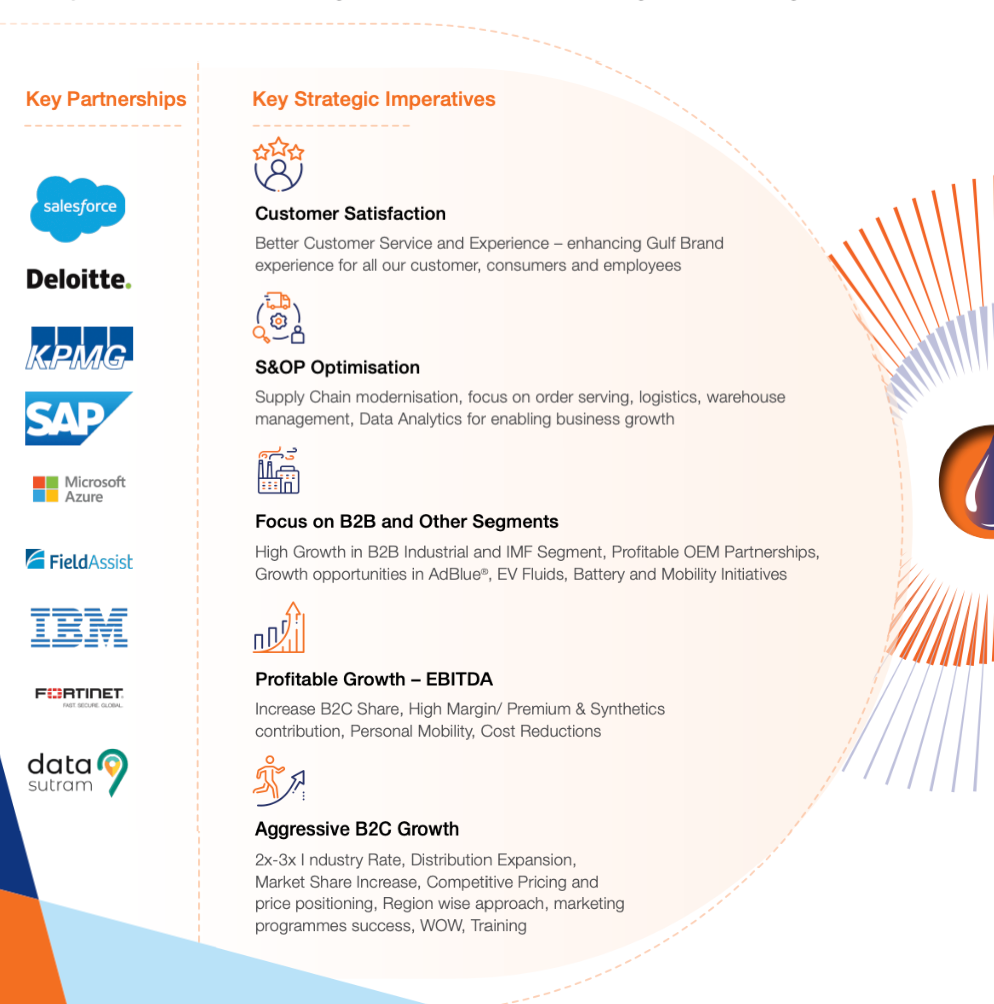 Key Partnerships
salesforce
Deloitte.
KPMG
SAP
Microsoft
Azure
FieldAssist
IBM
FORTINET.
FAST. SECURE. GLOBAL.
data
sutram
Key Strategic Imperatives
Customer Satisfaction
Better Customer Service and Experience – enhancing Gulf Brand
experience for all our customer, consumers and employees
S&OP Optimisation
Supply Chain modernisation, focus on order serving, logistics, warehouse
management, Data Analytics for enabling business growth
Focus on B2B and Other Segments
High Growth in B2B Industrial and IMF Segment, Profitable OEM Partnerships,
Growth opportunities in AdBlue®, EV Fluids, Battery and Mobility Initiatives
Profitable Growth – EBITDA
Increase B2C Share, High Margin/ Premium & Synthetics
contribution, Personal Mobility, Cost Reductions
Aggressive B2C Growth
2x-3x I ndustry Rate, Distribution Expansion,
Market Share Increase, Competitive Pricing and
price positioning, Region wise approach, marketing
programmes success, WOW, Training